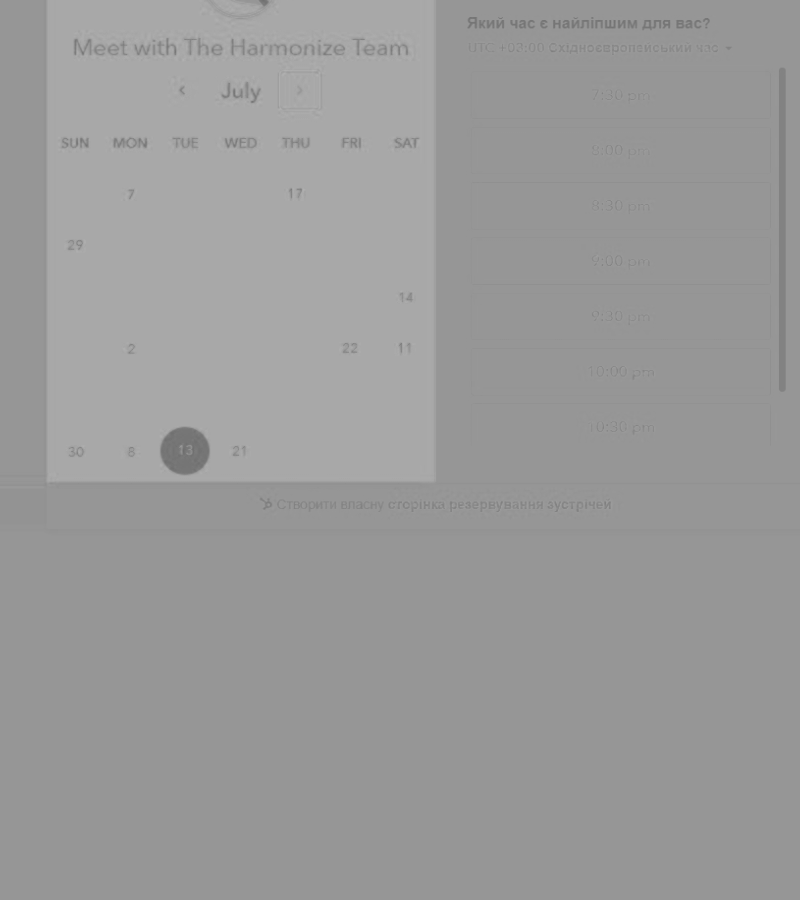 Meet with The Harmonize Team
July
SUN MON TUE WED THU FRI SAT
7 17
29
14
2 22 11
30 8 13 21
Який час є найліпшим для вас?
UTC +03:00 Східноєвропейський час
7:30 pm
8:00 pm
8:30 pm
9:00 pm
9:30 pm
10:00 pm
10:30 pm
Створити власну сторінка резервування зустрічей